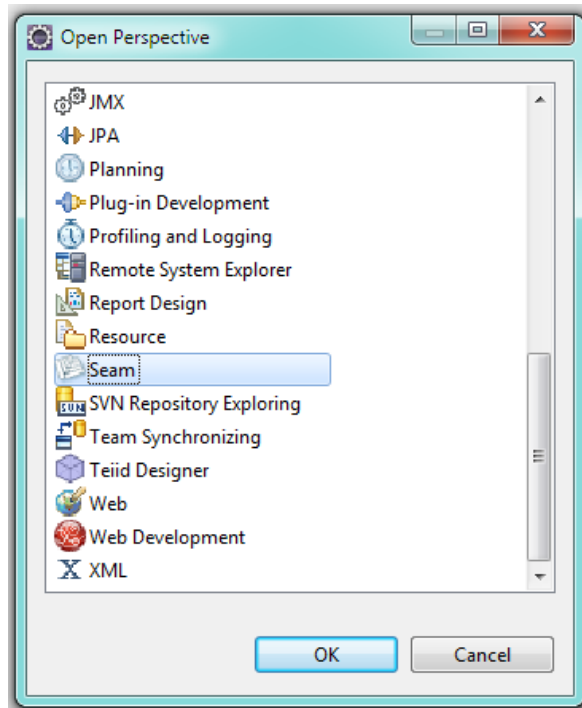 Open Perspective
JMX
JPA
Planning
Plug-in Development
Profiling and Logging
Remote System Explorer
Report Design
Resource
Seam
SVN Repository Exploring
Team Synchronizing
Teiid Designer
Web
Web Development
XML
OK Cancel